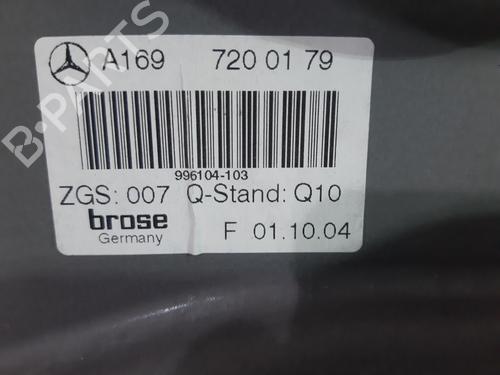 A169 720 01 79
996104-103
ZGS: 007 Q-Stand: Q10
brose
Germany F 01.10.04
B-PARTS